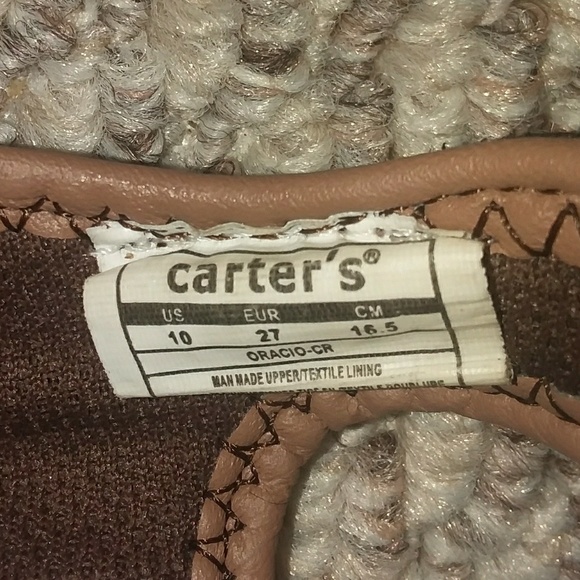 carter's®
US EUR CM
10 27 16.5
ORACIO-CR
MAN MADE UPPER/TEXTILE LINING